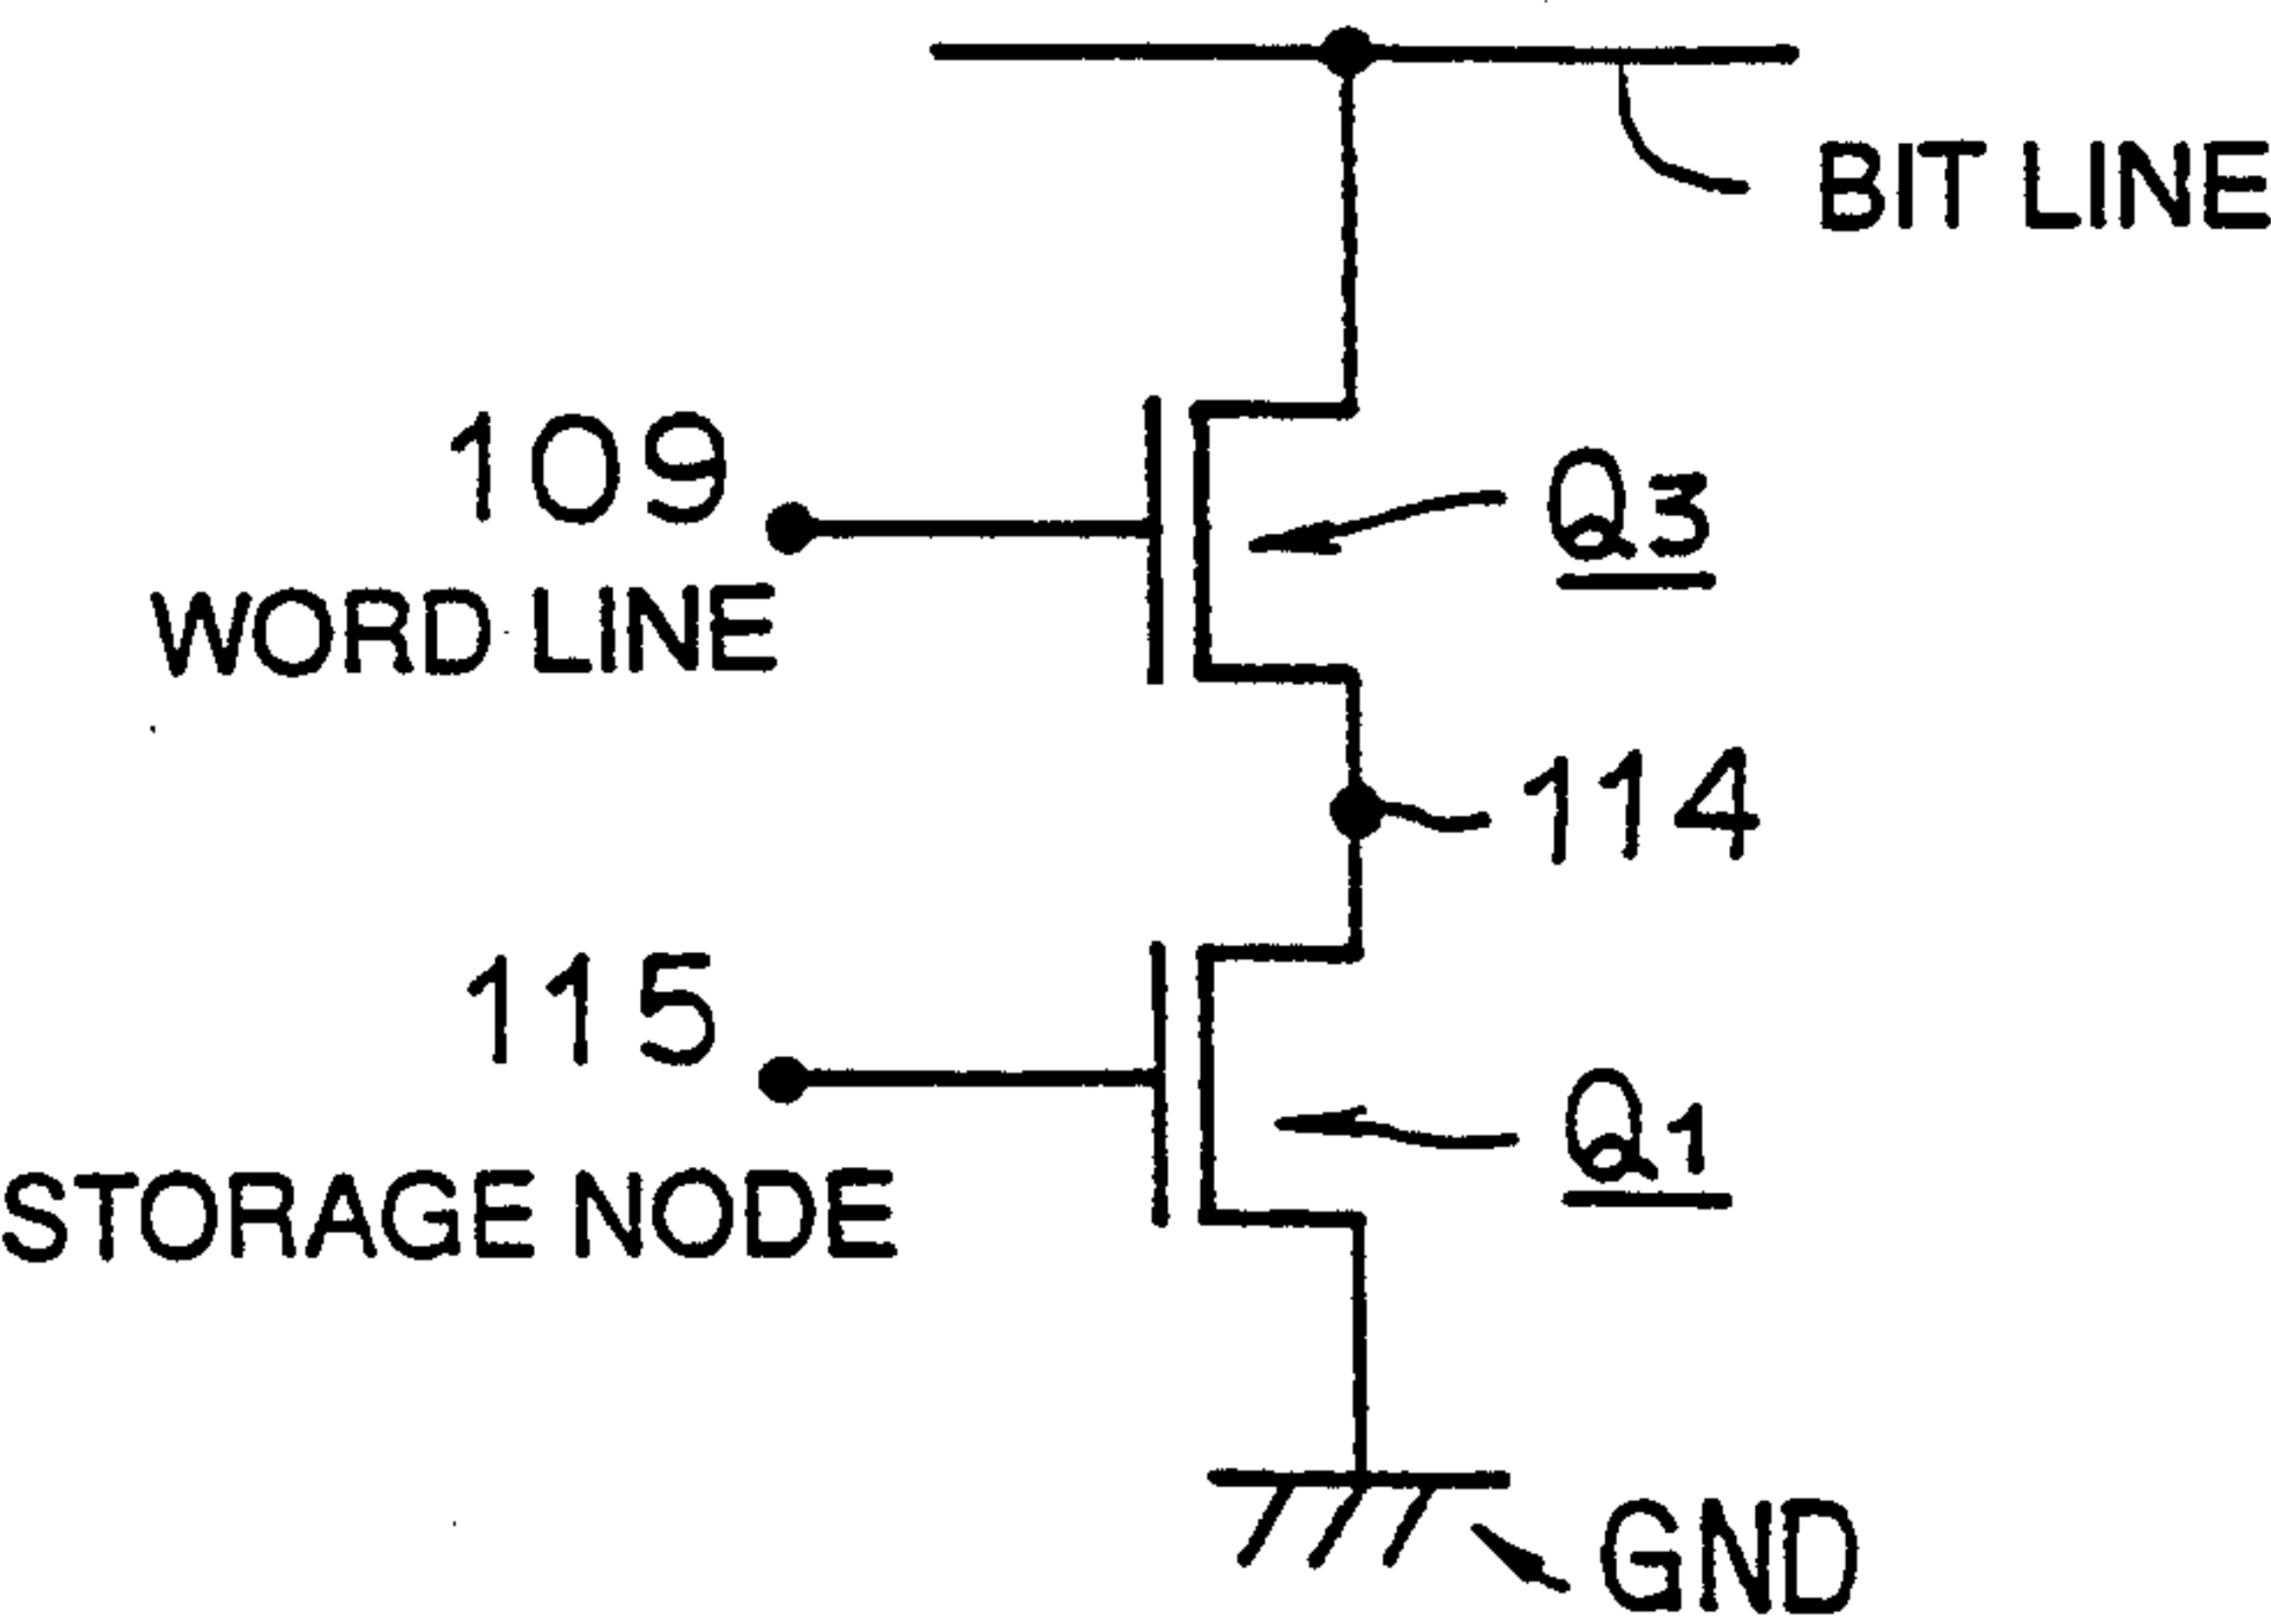 BIT LINE
109
WORD LINE
Q3
114
115
STORAGE NODE
Q1
GND